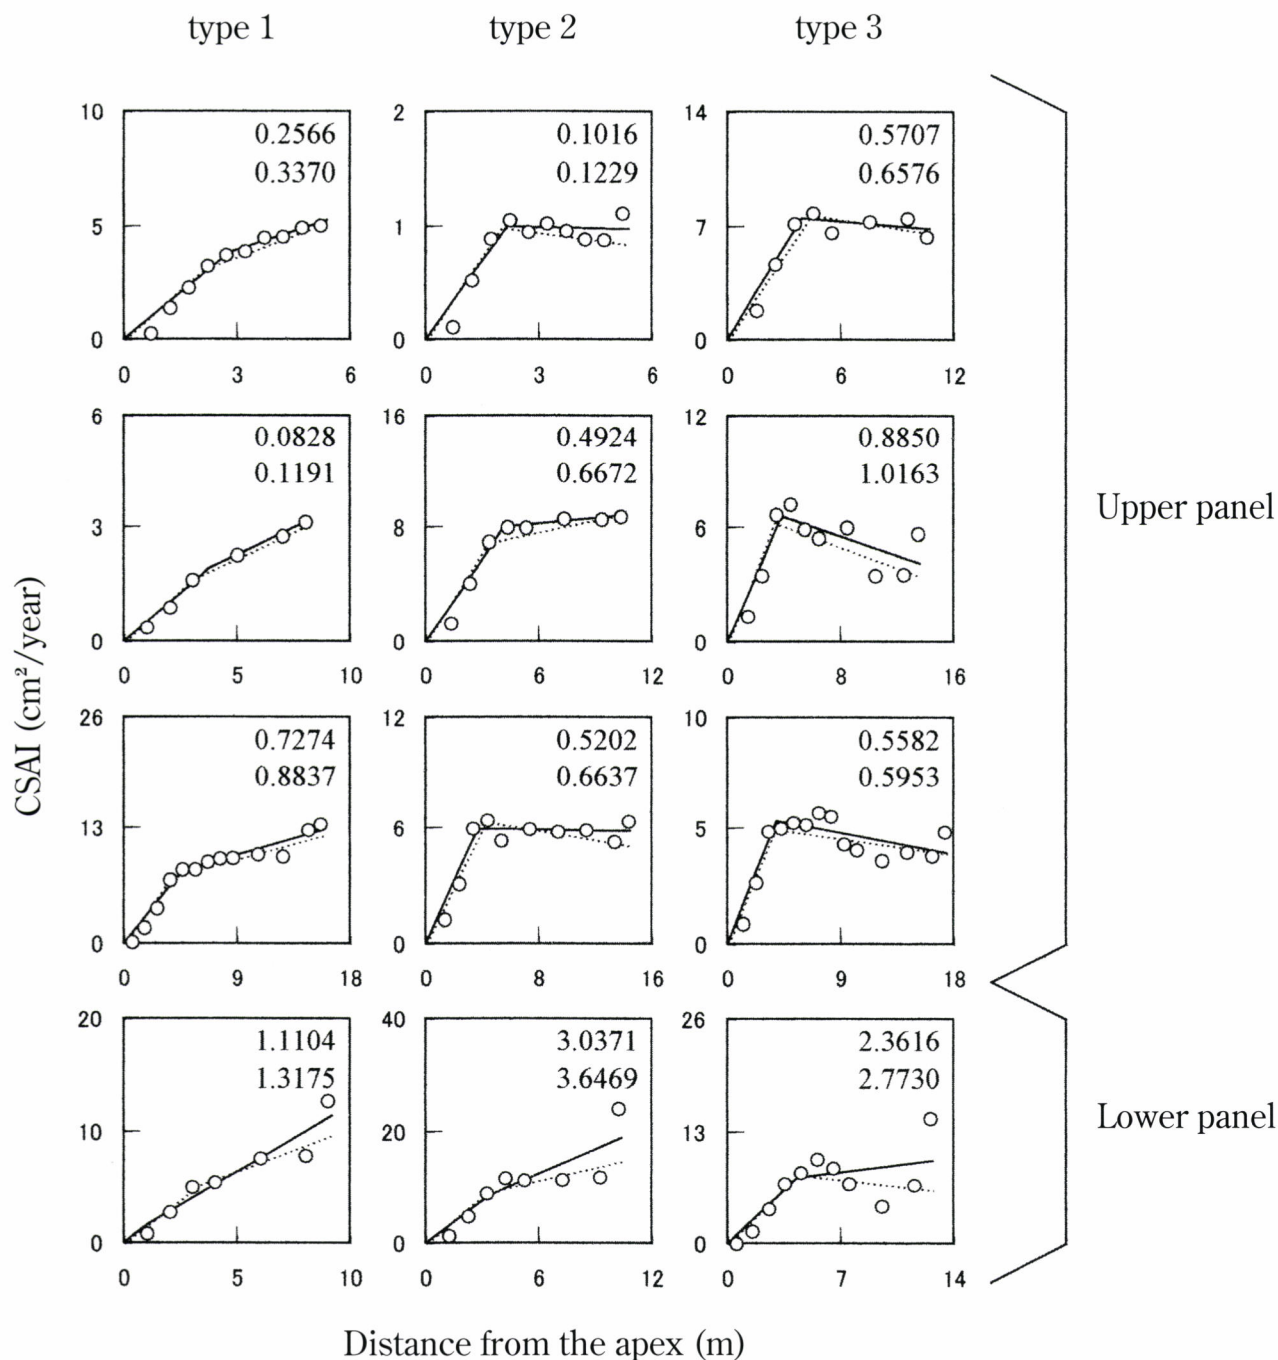 type 1 type 2 type 3
10 2 14
0.2566 0.1016 0.5707
0.3370 0.1229 0.6576
5 1 7
0 0 0
0 3 6 0 3 6 0 6 12
6 16 12
0.0828 0.4924 0.8850
0.1191 0.6672 1.0163
3 8 6
0 0 0
0 5 10 0 6 12 0 8 16
26 12 10
0.7274 0.5202 0.5582
0.8837 0.6637 0.5953
13 6 5
0 0 0
0 9 18 0 8 16 0 9 18
20 40 26
1.1104 3.0371 2.3616
1.3175 3.6469 2.7730
10 20 13
0 0 0
0 5 10 0 6 12 0 7 14
CSAI (cm²/year)
Distance from the apex (m)
Upper panel
Lower panel